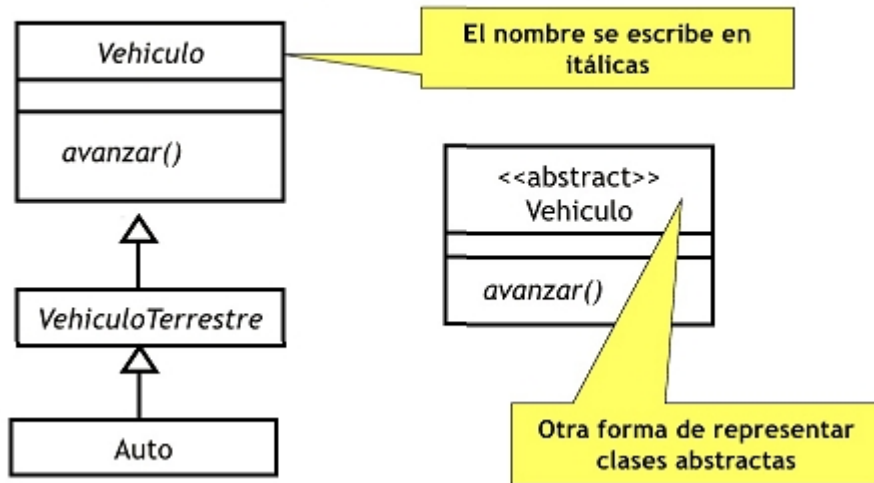 Vehiculo
avanzar()
VehiculoTerrestre
Auto
El nombre se escribe en
itálicas
<<abstract>>
Vehiculo
avanzar()
Otra forma de representar
clases abstractas